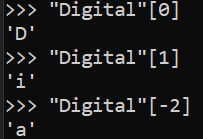 >>> "Digital"[0]
'D'
>>> "Digital"[1]
'i'
>>> "Digital"[-2]
'a'